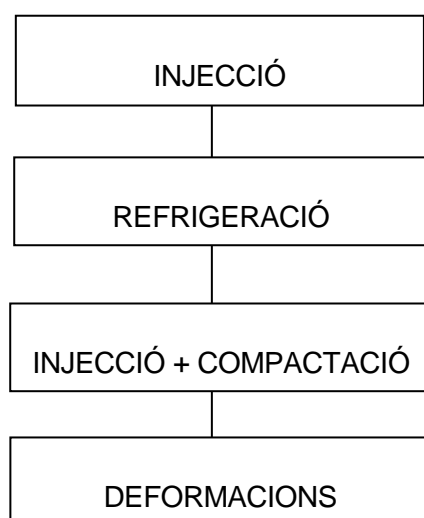 INJECCIÓ
REFRIGERACIÓ
INJECCIÓ + COMPACTACIÓ
DEFORMACIONS